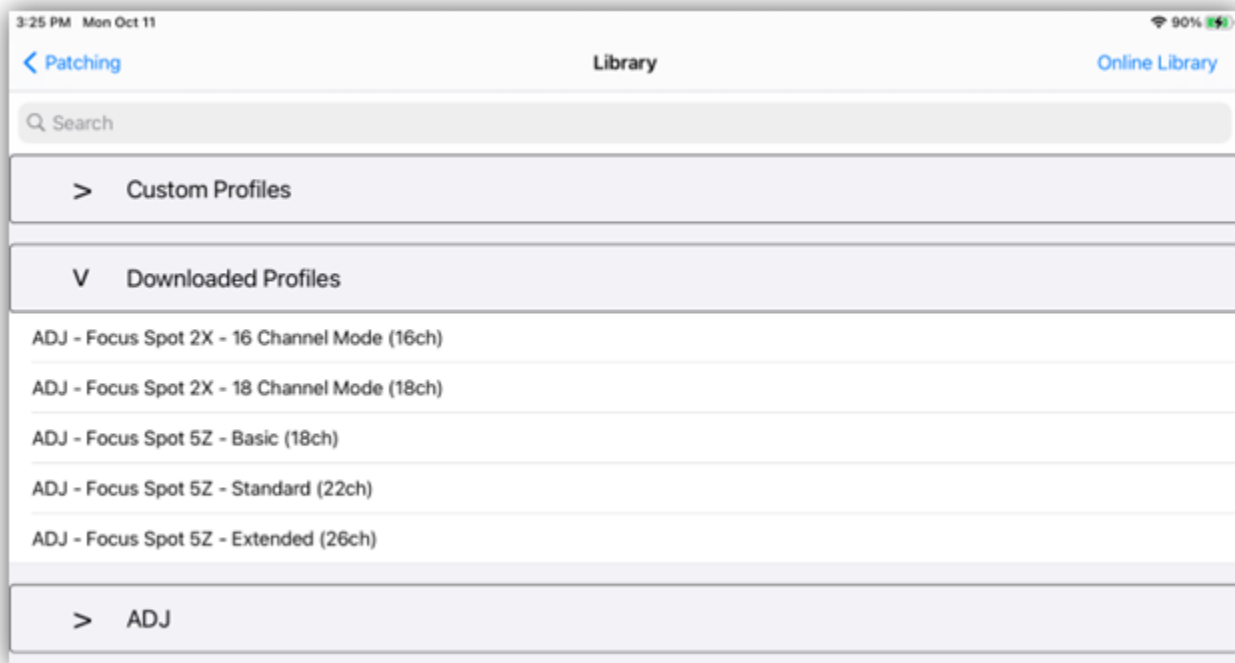 3:25 PM Mon Oct 11 90%
< Patching Library Online Library
Search
> Custom Profiles
V Downloaded Profiles
ADJ - Focus Spot 2X - 16 Channel Mode (16ch)
ADJ - Focus Spot 2X - 18 Channel Mode (18ch)
ADJ - Focus Spot 5Z - Basic (18ch)
ADJ - Focus Spot 5Z - Standard (22ch)
ADJ - Focus Spot 5Z - Extended (26ch)
> ADJ